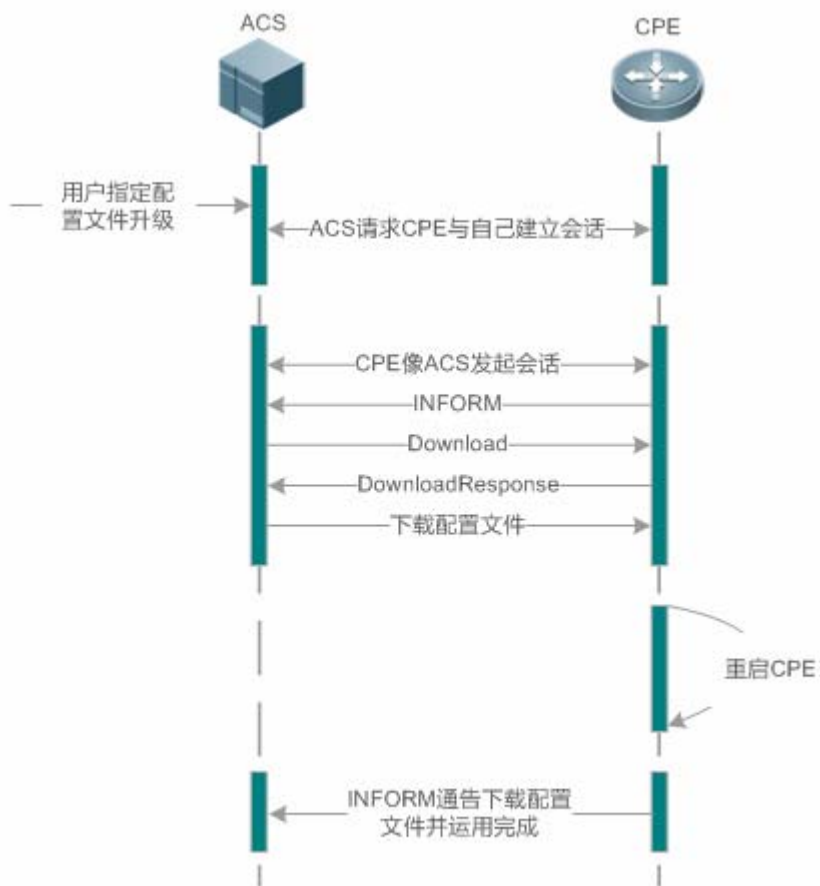 ACS
CPE
用户指定配
置文件升级
ACS请求CPE与自己建立会话
CPE像ACS发起会话
INFORM
Download
DownloadResponse
下载配置文件
重启CPE
INFORM通告下载配置
文件并运用完成